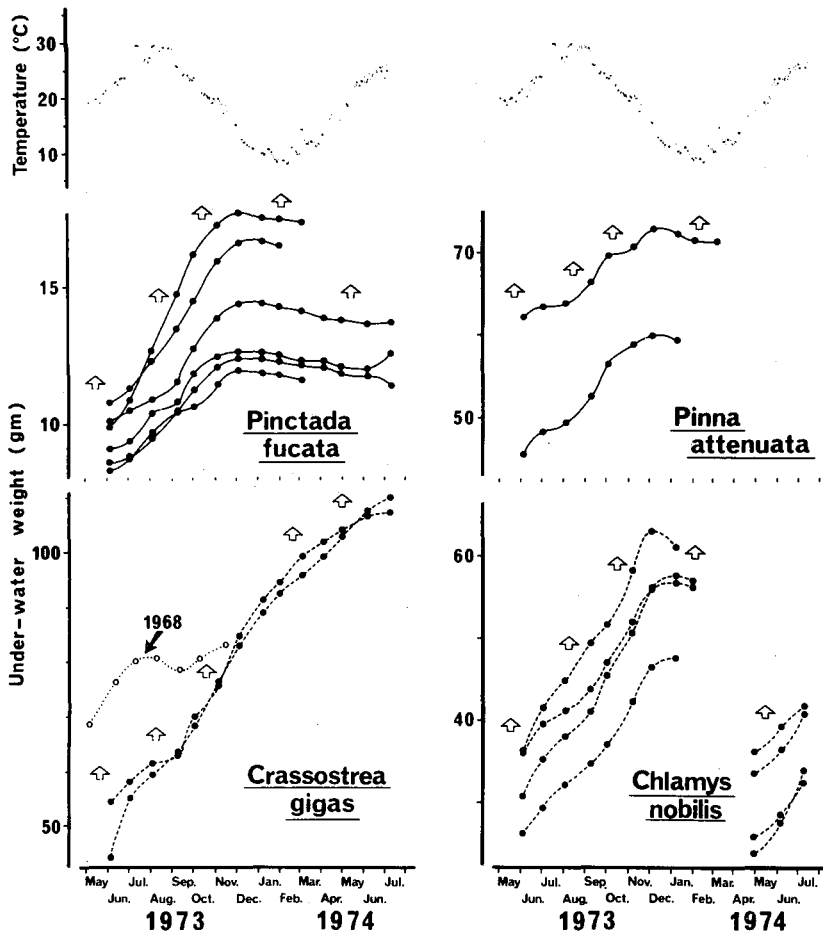 Temperature (°C)
30
20
10
Under-water weight (gm)
15
10
Pinctada
fucata
70
50
Pinna
attenuata
100
50
1968
Crassostrea
gigas
60
40
Chlamys
nobilis
May Jul. Sep. Nov. Jan. Mar. May Jul.
Jun. Aug. Oct. Dec. Feb. Apr. Jun.
1973 1974
May Jul. Sep. Nov. Jan. Mar. May Jul.
Jun. Aug. Oct. Dec. Feb. Apr. Jun.
1973 1974